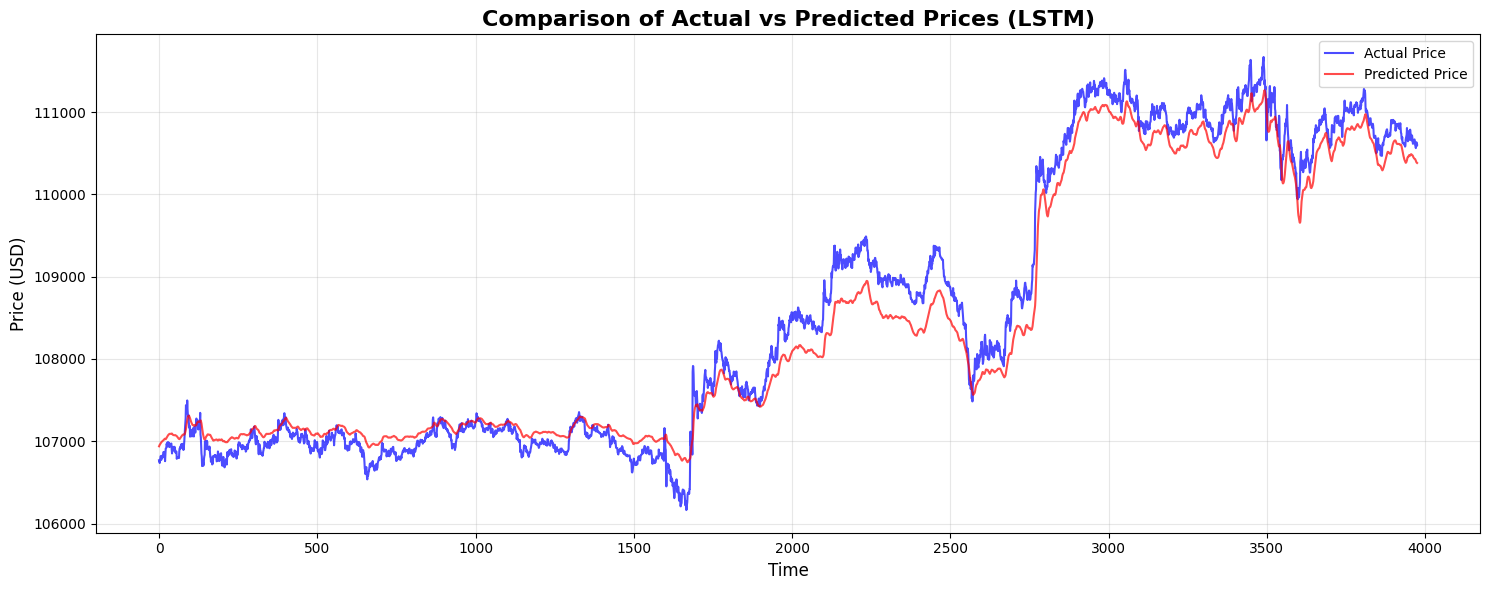 Comparison of Actual vs Predicted Prices (LSTM)
Actual Price
Predicted Price
Price (USD)
111000
110000
109000
108000
107000
106000
0 500 1000 1500 2000 2500 3000 3500 4000
Time